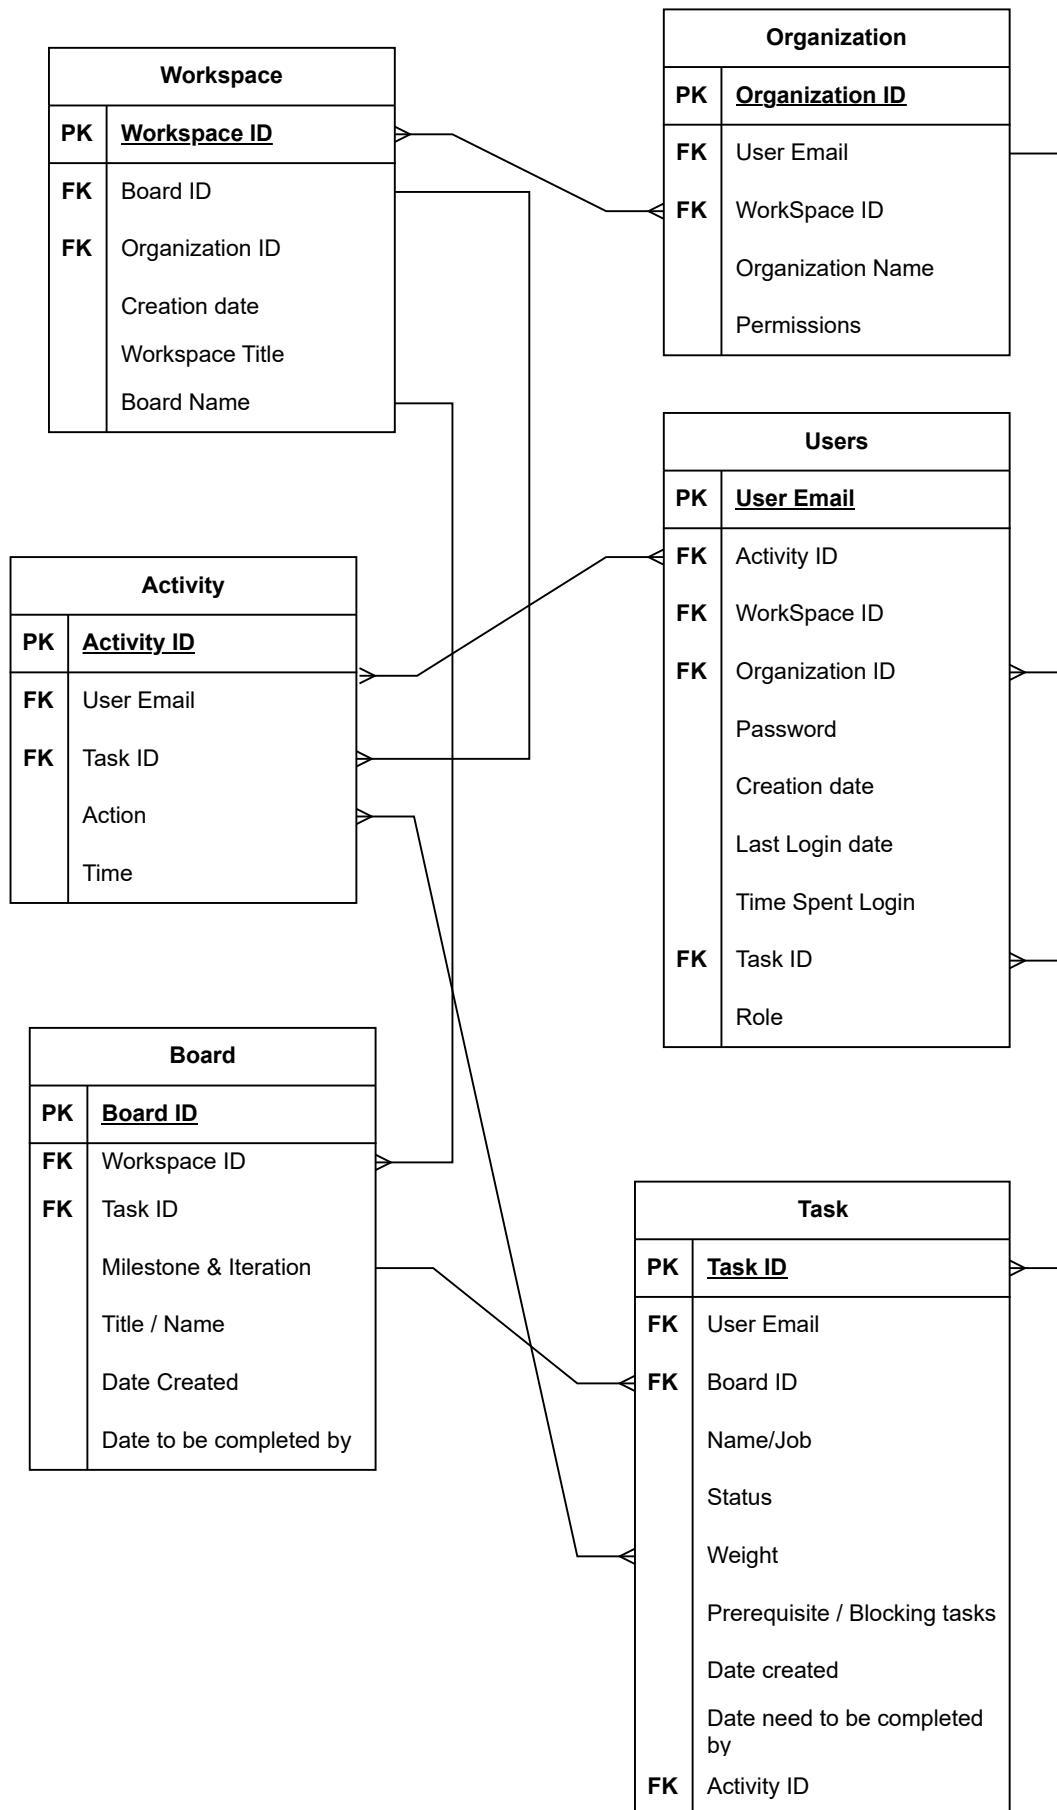 Workspace
PK Workspace ID
FK Board ID
FK Organization ID
Creation date
Workspace Title
Board Name
Organization
PK Organization ID
FK User Email
FK WorkSpace ID
Organization Name
Permissions
Users
PK User Email
FK Activity ID
FK WorkSpace ID
FK Organization ID
Password
Creation date
Last Login date
Time Spent Login
FK Task ID
Role
Activity
PK Activity ID
FK User Email
FK Task ID
Action
Time
Board
PK Board ID
FK Workspace ID
FK Task ID
Milestone & Iteration
Title / Name
Date Created
Date to be completed by
Task
PK Task ID
FK User Email
FK Board ID
Name/Job
Status
Weight
Prerequisite / Blocking tasks
Date created
Date need to be completed
by
FK Activity ID